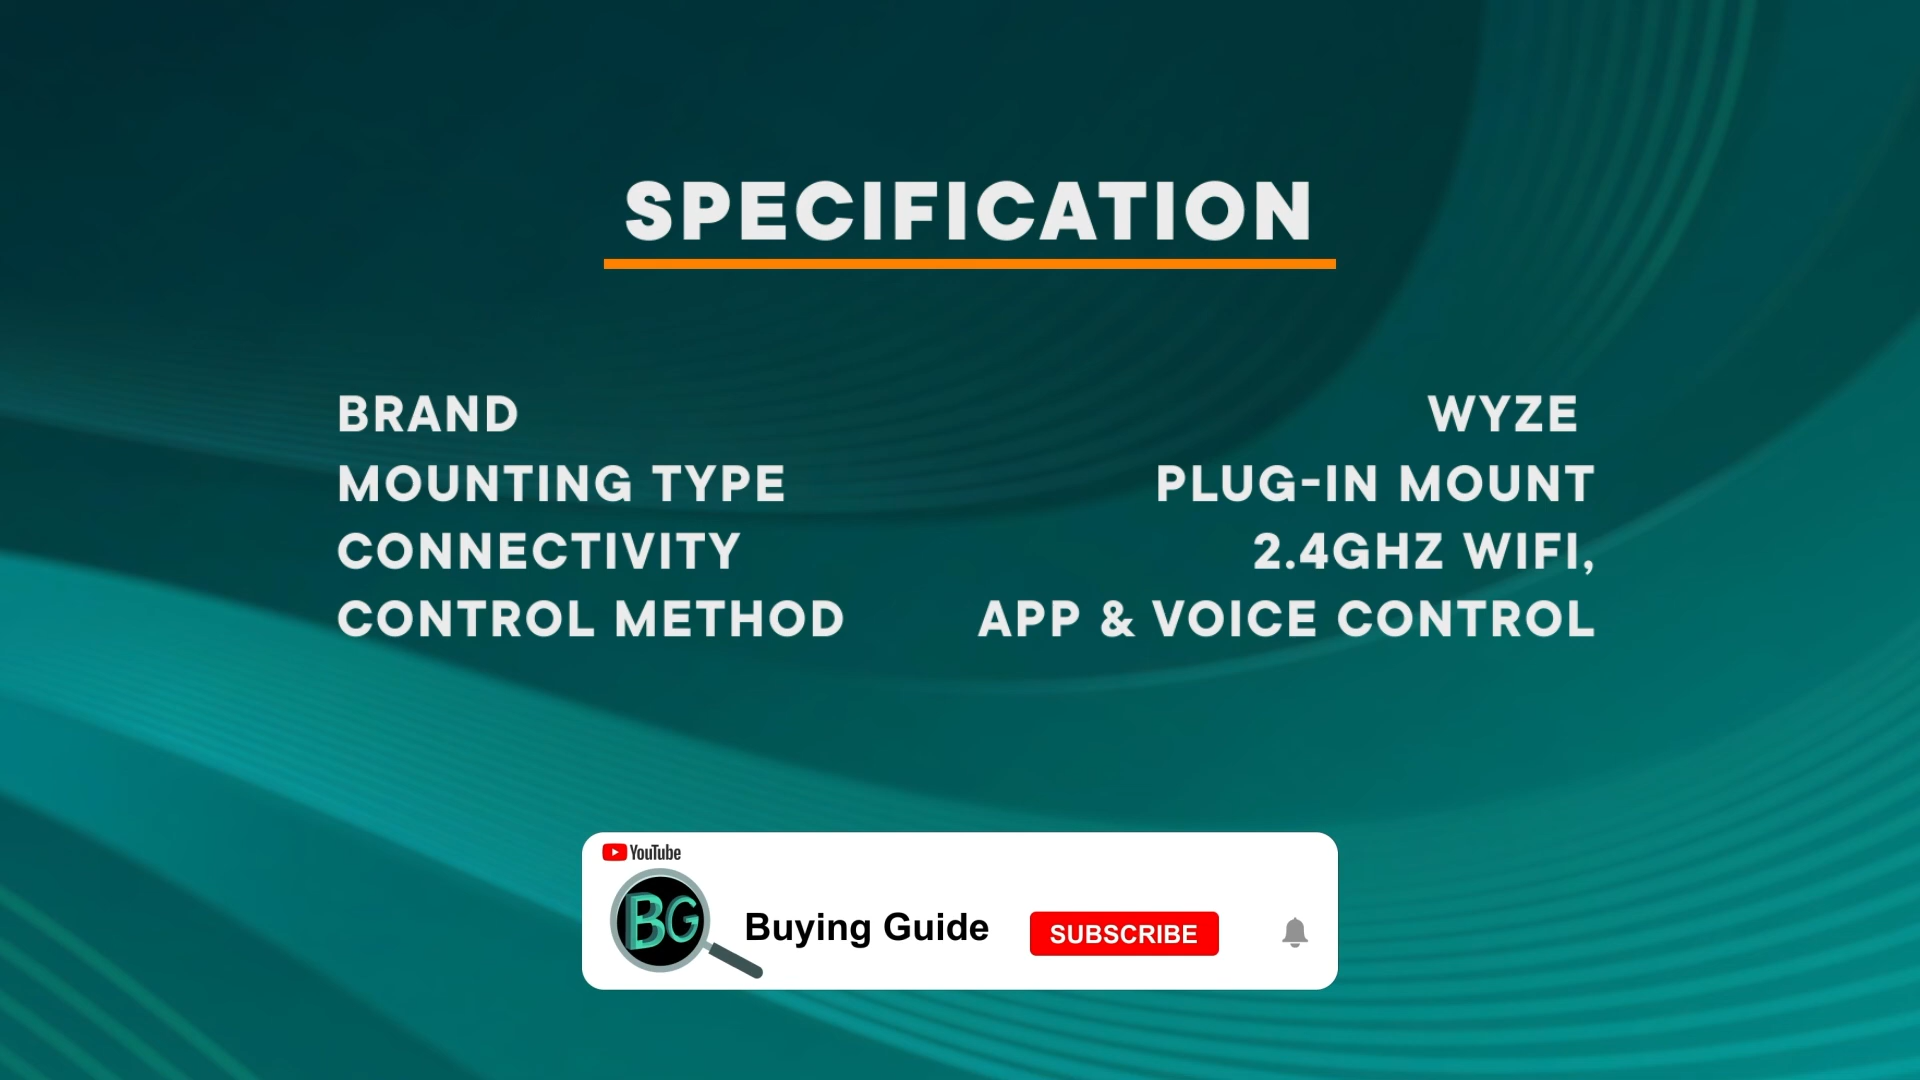 SPECIFICATION
BRAND WYZE
MOUNTING TYPE PLUG-IN MOUNT
CONNECTIVITY 2.4GHZ WIFI,
CONTROL METHOD APP & VOICE CONTROL
YouTube
BG
Buying Guide SUBSCRIBE